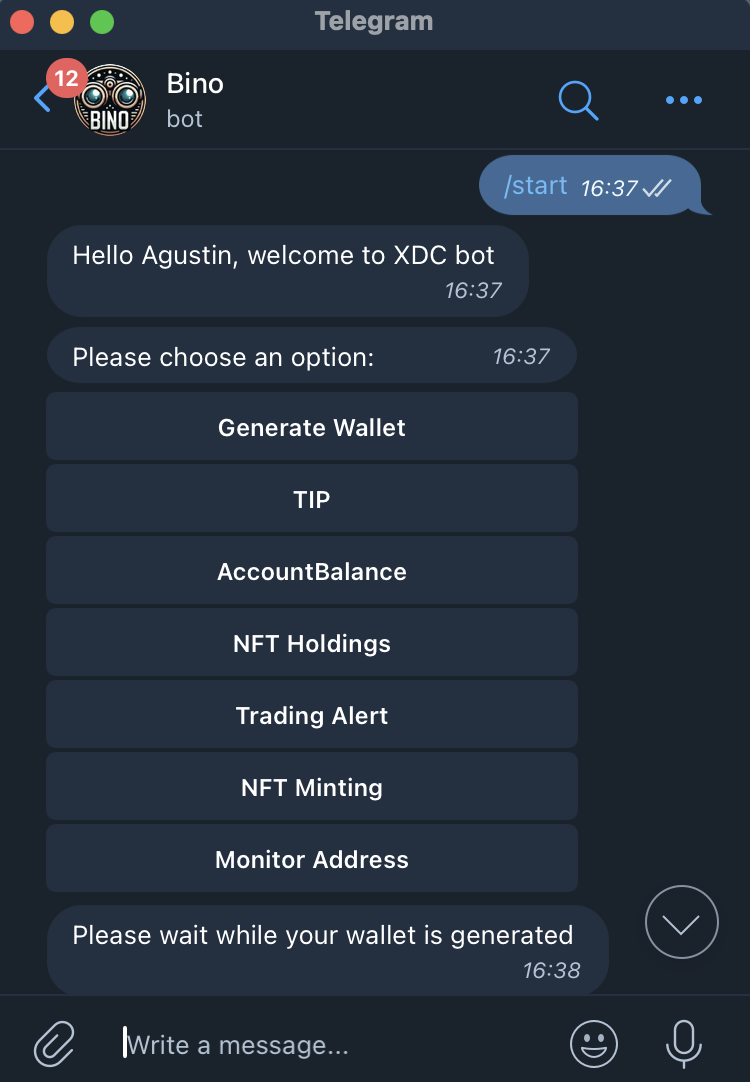 Telegram
12
BINO
Bino
bot
/start 16:37
Hello Agustin, welcome to XDC bot
16:37
Please choose an option: 16:37
Generate Wallet
TIP
AccountBalance
NFT Holdings
Trading Alert
NFT Minting
Monitor Address
Please wait while your wallet is generated
16:38
Write a message...